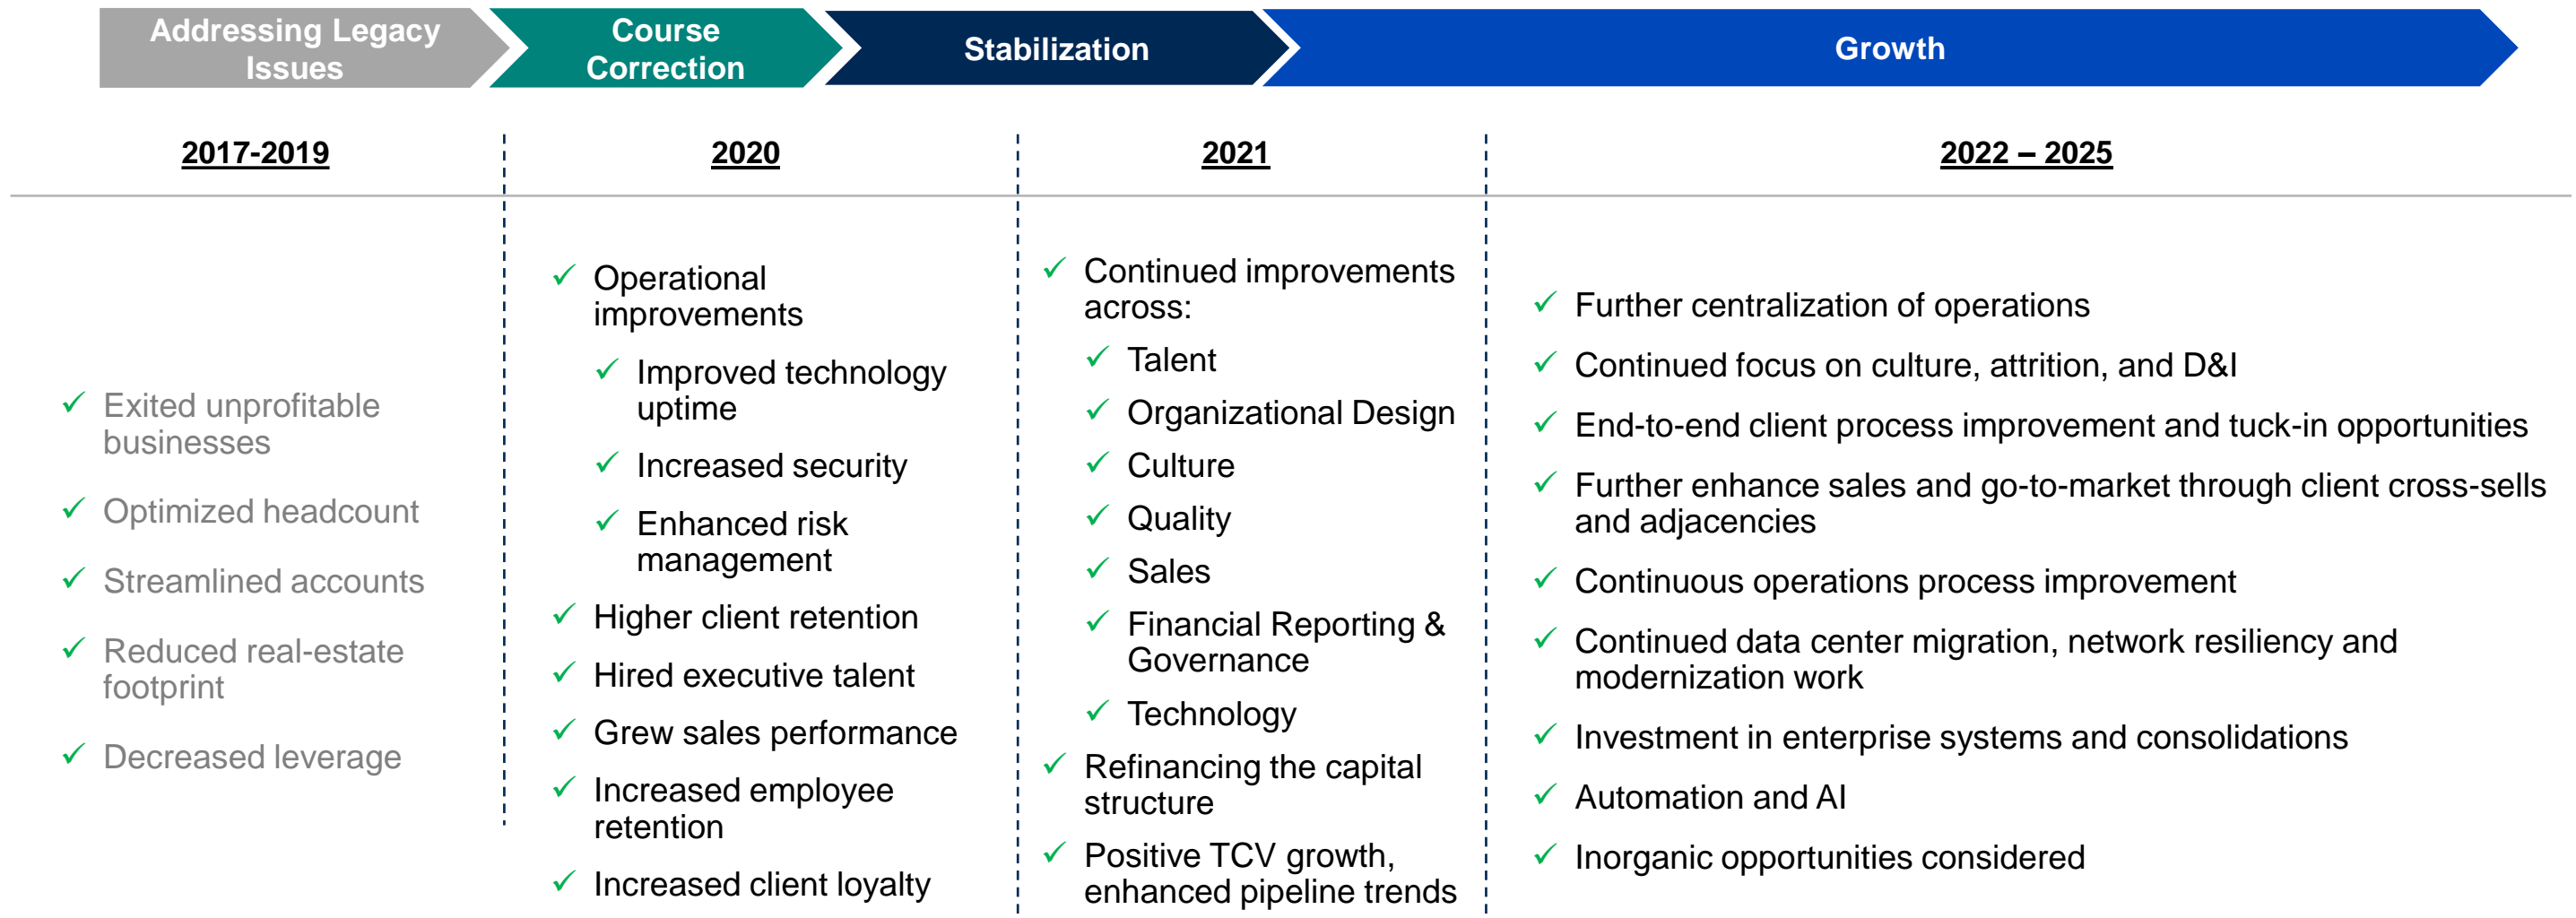 Addressing Legacy
Issues
Course
Correction
Stabilization
Growth
2017-2019
2020
2021
2022 – 2025
Exited unprofitable
businesses
Optimized headcount
Streamlined accounts
Reduced real-estate
footprint
Decreased leverage
Operational
improvements
Improved technology
uptime
Increased security
Enhanced risk
management
Higher client retention
Hired executive talent
Grew sales performance
Increased employee
retention
Increased client loyalty
Continued improvements
across:
Talent
Organizational Design
Culture
Quality
Sales
Financial Reporting &
Governance
Technology
Refinancing the capital
structure
Positive TCV growth,
enhanced pipeline trends
Further centralization of operations
Continued focus on culture, attrition, and D&I
End-to-end client process improvement and tuck-in opportunities
Further enhance sales and go-to-market through client cross-sells
and adjacencies
Continuous operations process improvement
Continued data center migration, network resiliency and
modernization work
Investment in enterprise systems and consolidations
Automation and AI
Inorganic opportunities considered